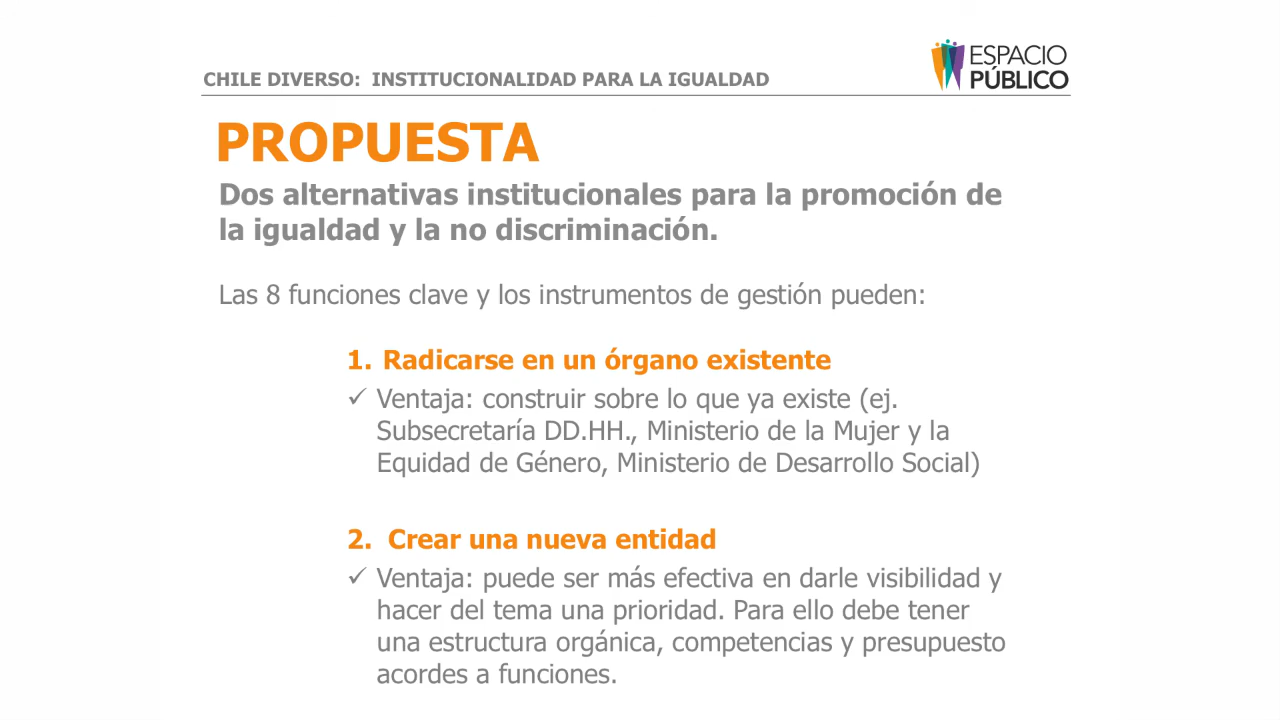 CHILE DIVERSO: INSTITUCIONALIDAD PARA LA IGUALDAD
ESPACIO
PÚBLICO
PROPUESTA
Dos alternativas institucionales para la promoción de
la igualdad y la no discriminación.
Las 8 funciones clave y los instrumentos de gestión pueden:
1. Radicarse en un órgano existente
✓ Ventaja: construir sobre lo que ya existe (ej.
Subsecretaría DD.HH., Ministerio de la Mujer y la
Equidad de Género, Ministerio de Desarrollo Social)
2. Crear una nueva entidad
✓ Ventaja: puede ser más efectiva en darle visibilidad y
hacer del tema una prioridad. Para ello debe tener
una estructura orgánica, competencias y presupuesto
acordes a funciones.